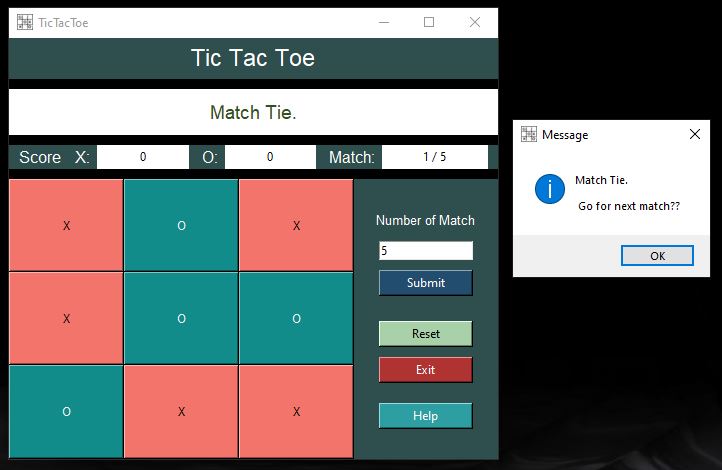 TicTacToe
Tic Tac Toe
Match Tie.
Score X: 0 O: 0 Match: 1 / 5
X O X
X O O
O X X
Number of Match
5
Submit
Reset
Exit
Help
Message
Match Tie.
Go for next match??
OK